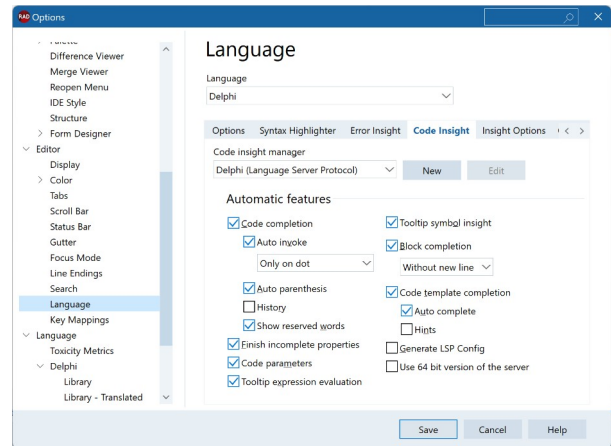 RAD Options
Palette
Difference Viewer
Merge Viewer
Reopen Menu
IDE Style
Structure
Form Designer
Editor
Display
Color
Tabs
Scroll Bar
Status Bar
Gutter
Focus Mode
Line Endings
Search
Language
Key Mappings
Language
Toxicity Metrics
Delphi
Library
Library - Translated
Language
Language
Delphi
Options Syntax Highlighter Error Insight Code Insight Insight Options
Code insight manager
Delphi (Language Server Protocol) New Edit
Automatic features
Code completion
Auto invoke
Only on dot
Auto parenthesis
History
Show reserved words
Finish incomplete properties
Code parameters
Tooltip expression evaluation
Tooltip symbol insight
Block completion
Without new line
Code template completion
Auto complete
Hints
Generate LSP Config
Use 64 bit version of the server
Save Cancel Help